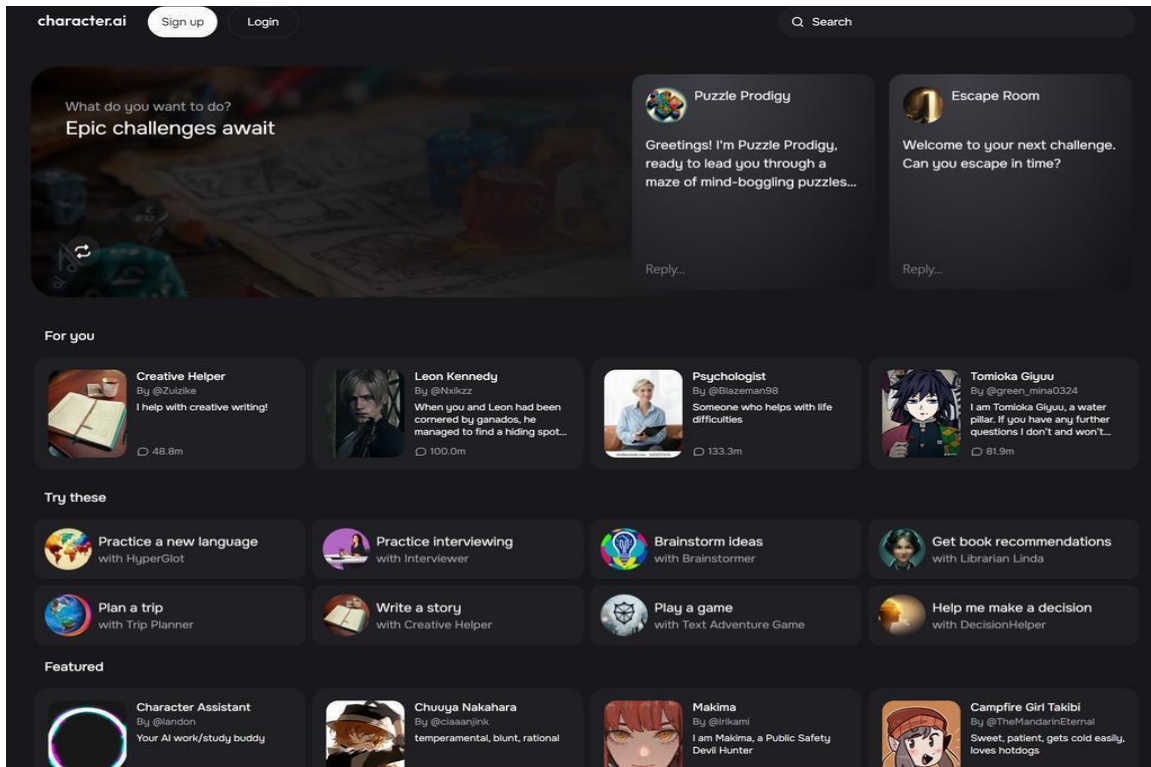 character.ai
Sign up
Login
Search
What do you want to do?
Epic challenges await
Puzzle Prodigy
Greetings! I'm Puzzle Prodigy,
ready to lead you through a
maze of mind-boggling puzzles...
Reply...
Escape Room
Welcome to your next challenge.
Can you escape in time?
Reply...
For you
Creative Helper
By @Zuizike
I help with creative writing!
48.8m
Leon Kennedy
By @Nxikzz
When you and Leon had been
cornered by ganados, he
managed to find a hiding spot...
100.0m
Psychologist
By @Blazeman98
Someone who helps with life
difficulties
133.3m
Tomioka Giyuu
By @green_mina0324
I am Tomioka Giyuu, a water
pillar. If you have any further
questions I don't and won't...
81.9m
Try these
Practice a new language
with HyperGlot
Practice interviewing
with Interviewer
Brainstorm ideas
with Brainstormer
Get book recommendations
with Librarian Linda
Plan a trip
with Trip Planner
Write a story
with Creative Helper
Play a game
with Text Adventure Game
Help me make a decision
with DecisionHelper
Featured
Character Assistant
By @landon
Your AI work/study buddy
Chuuya Nakahara
By @ciaaanjink
temperamental, blunt, rational
Makima
By @Irikami
I am Makima, a Public Safety
Devil Hunter
Campfire Girl Takibi
By @TheMandarinEternal
Sweet, patient, gets cold easily,
loves hotdogs